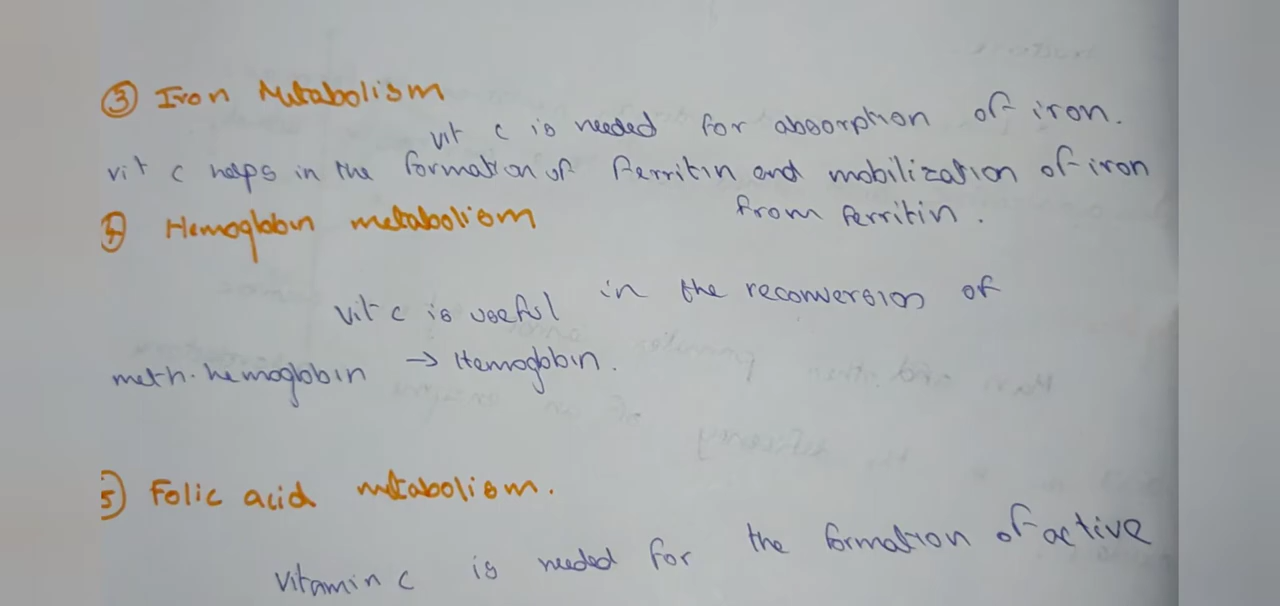 ③ Iron Metabolism
vit c is needed for absorption of iron.
vit c helps in the formation of ferritin and mobilization of iron
from ferritin.
④ Hemoglobin metabolism
vit c is useful in the reconversion of
meth.hemoglobin → Hemoglobin.
5) Folic acid metabolism.
vitamin c is needed for the formation of active